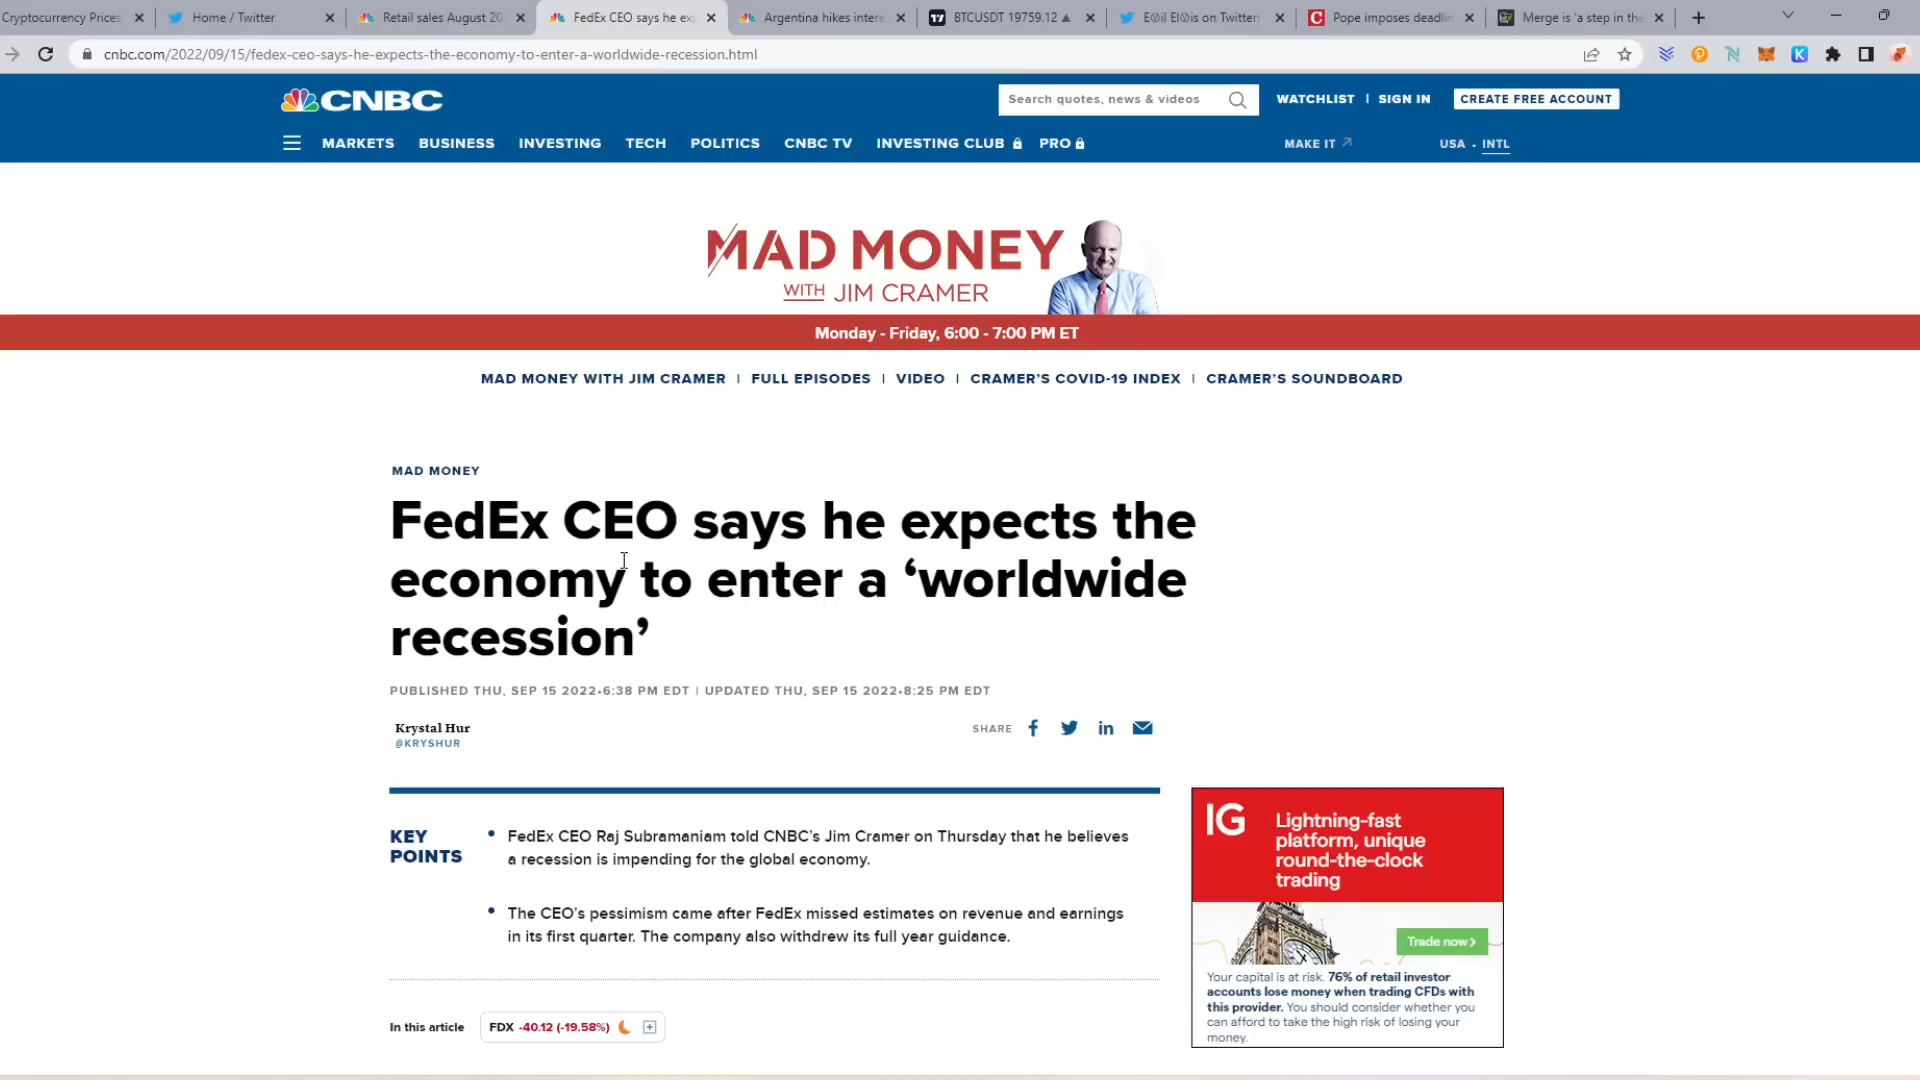 Cryptocurrency Prices
Home / Twitter
Retail sales August 20
FedEx CEO says he ex
Argentina hikes intere
BTCUSDT 19759.12 ▲
on Twitter:
Pope imposes deadlin
Merge is 'a step in the
cnbc.com/2022/09/15/fedex-ceo-says-he-expects-the-economy-to-enter-a-worldwide-recession.html
CNBC
Search quotes, news & videos
WATCHLIST | SIGN IN
CREATE FREE ACCOUNT
MARKETS BUSINESS INVESTING TECH POLITICS CNBC TV INVESTING CLUB PRO
MAKE IT
USA • INTL
MAD MONEY
WITH JIM CRAMER
Monday - Friday, 6:00 - 7:00 PM ET
MAD MONEY WITH JIM CRAMER | FULL EPISODES | VIDEO | CRAMER'S COVID-19 INDEX | CRAMER'S SOUNDBOARD
MAD MONEY
FedEx CEO says he expects the
economy to enter a ‘worldwide
recession’
PUBLISHED THU, SEP 15 2022•6:38 PM EDT | UPDATED THU, SEP 15 2022•8:25 PM EDT
Krystal Hur
@KRYSHUR
SHARE
KEY
POINTS
• FedEx CEO Raj Subramaniam told CNBC’s Jim Cramer on Thursday that he believes
a recession is impending for the global economy.
• The CEO’s pessimism came after FedEx missed estimates on revenue and earnings
in its first quarter. The company also withdrew its full year guidance.
In this article
FDX -40.12 (-19.58%)
IG
Lightning-fast
platform, unique
round-the-clock
trading
Trade now
Your capital is at risk. 76% of retail investor
accounts lose money when trading CFDs with
this provider. You should consider whether you
can afford to take the high risk of losing your
money.